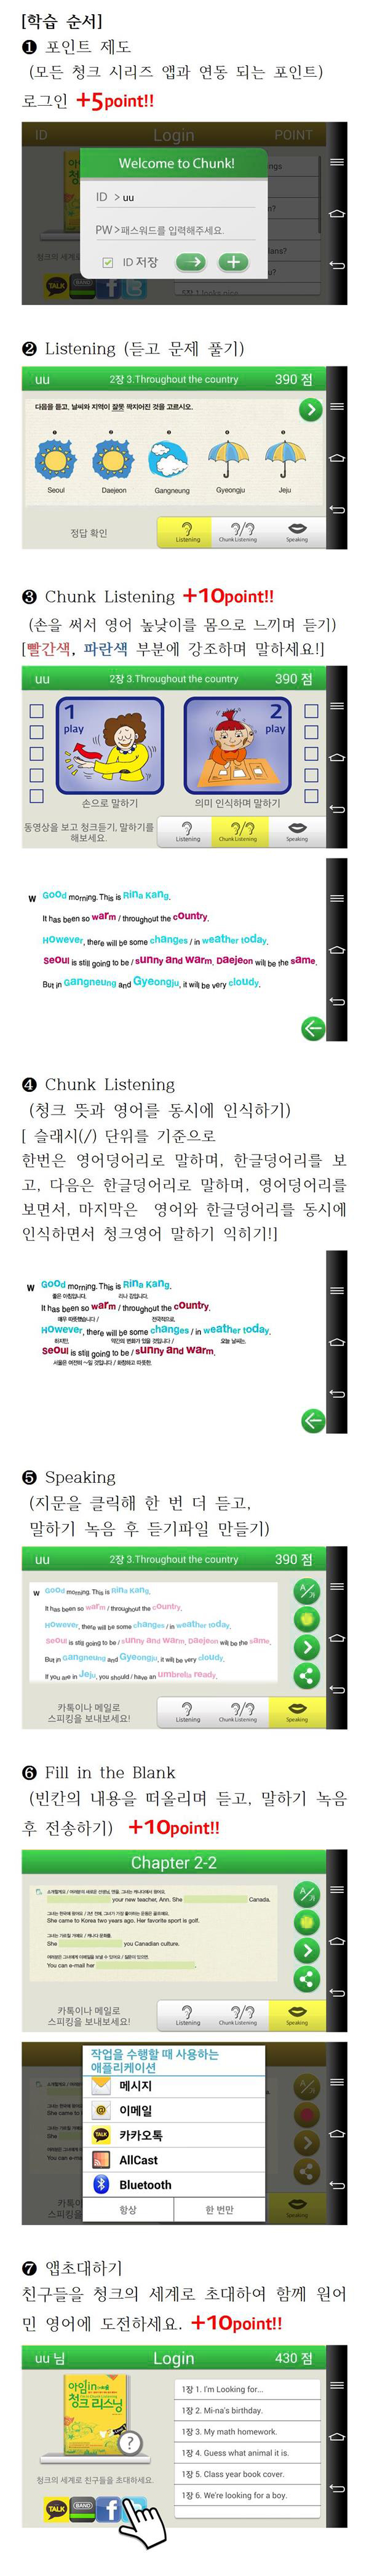 [학습 순서]
❶ 포인트 제도
(모든 청크 시리즈 앱과 연동 되는 포인트)
로그인 +5point!!
ID Login POINT
Welcome to Chunk!
ID > uu
PW >패스워드를 입력해주세요.
ID 저장
❷ Listening (듣고 문제 풀기)
uu 2장 3.Throughout the country 390 점
다음을 듣고, 날씨와 지역이 잘못 짝지어진 것을 고르시오.
Seoul Daejeon Gangneung Gyeongju Jeju
정답 확인 Listening Chunk Listening Speaking
❸ Chunk Listening +10point!!
(손을 써서 영어 높낮이를 몸으로 느끼며 듣기)
[빨간색, 파란색 부분에 강조하며 말하세요!]
uu 2장 3.Throughout the country 390 점
1 play 2 play
손으로 말하기 의미 인식하며 말하기
동영상을 보고 청크듣기, 말하기를
해보세요.
Listening Chunk Listening Speaking
W Good morning. This is Rina Kang.
It has been so warm / throughout the country.
However, there will be some changes / in weather today.
Seoul is still going to be / sunny and warm. Daejeon will be the same.
But in Gangneung and Gyeongju, it will be very cloudy.
❹ Chunk Listening
(청크 뜻과 영어를 동시에 인식하기)
[ 슬래시(/) 단위를 기준으로
한번은 영어덩어리로 말하며, 한글덩어리를 보
고, 다음은 한글덩어리로 말하며, 영어덩어리를
보면서, 마지막은 영어와 한글덩어리를 동시에
인식하면서 청크영어 말하기 익히기!]
W Good morning. This is Rina Kang.
좋은 아침입니다. 리나 강입니다.
It has been so warm / throughout the country.
매우 따뜻했습니다 / 전국적으로.
However, there will be some changes / in weather today.
하지만, 약간의 변화가 있을 것입니다 / 오늘 날씨는.
Seoul is still going to be / sunny and warm.
서울은 여전히 ~일 것입니다 / 화창하고 따뜻한.
❺ Speaking
(지문을 클릭해 한 번 더 듣고,
말하기 녹음 후 듣기파일 만들기)
uu 2장 3.Throughout the country 390 점
W Good morning. This is Rina Kang.
It has been so warm / throughout the country.
However, there will be some changes / in weather today.
Seoul is still going to be / sunny and warm. Daejeon will be the same.
But in Gangneung and Gyeongju, it will be very cloudy.
If you are in Jeju, you should / have an umbrella ready.
카톡이나 메일로
스피킹을 보내보세요!
Listening Chunk Listening Speaking
❻ Fill in the Blank
(빈칸의 내용을 떠올리며 듣고, 말하기 녹음
후 전송하기) +10point!!
Chapter 2-2
your new teacher, Ann. She Canada.
She came to Korea two years ago. Her favorite sport is golf.
She you Canadian culture.
You can e-mail her
카톡이나 메일로
스피킹을 보내보세요!
Listening Chunk Listening Speaking
작업을 수행할 때 사용하는
애플리케이션
메시지
이메일
TALK 카카오톡
AllCast
Bluetooth
항상 한 번만
Speaking
❼ 앱초대하기
친구들을 청크의 세계로 초대하여 함께 원어
민 영어에 도전하세요. +10point!!
uu 님 Login 430 점
아임in
청크 리스닝
청크의 세계로 친구들을 초대하세요.
TALK BAND f
1장 1. I'm Looking for...
1장 2. Mi-na's birthday.
1장 3. My math homework.
1장 4. Guess what animal it is.
1장 5. Class year book cover.
1장 6. We're looking for a boy.